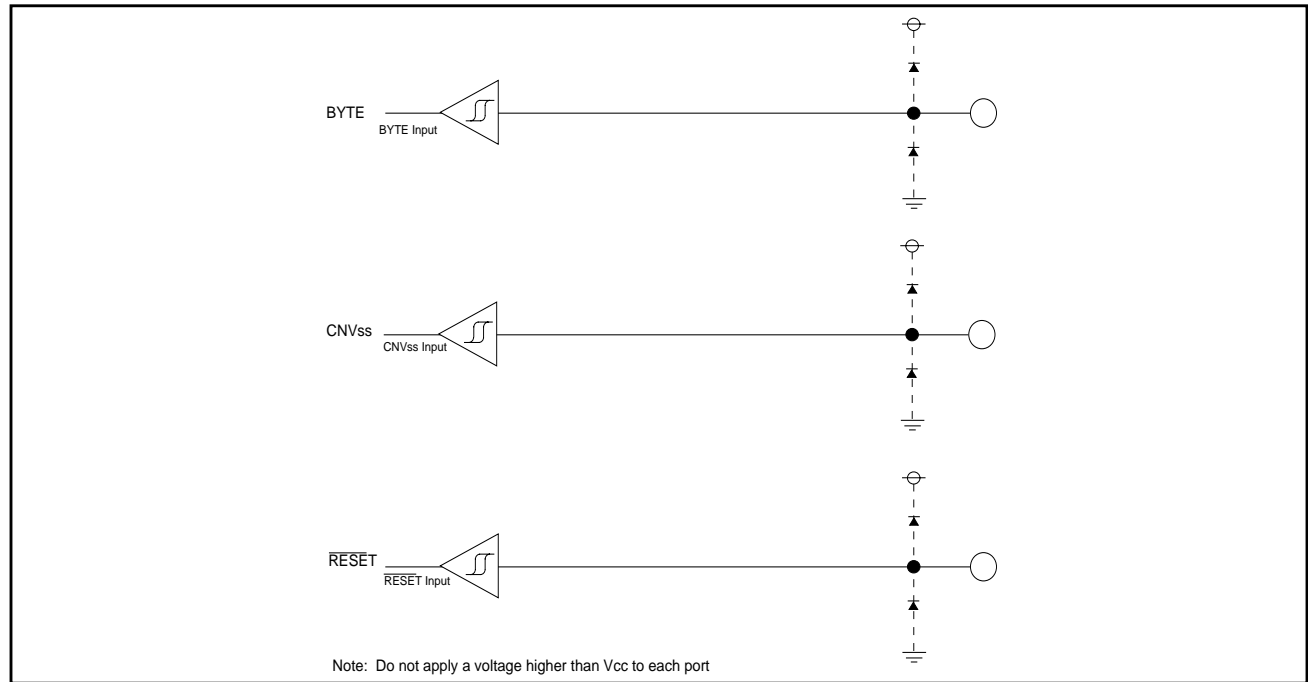 BYTE
BYTE Input
CNVss
CNVss Input
RESET
RESET Input
Note: Do not apply a voltage higher than Vcc to each port